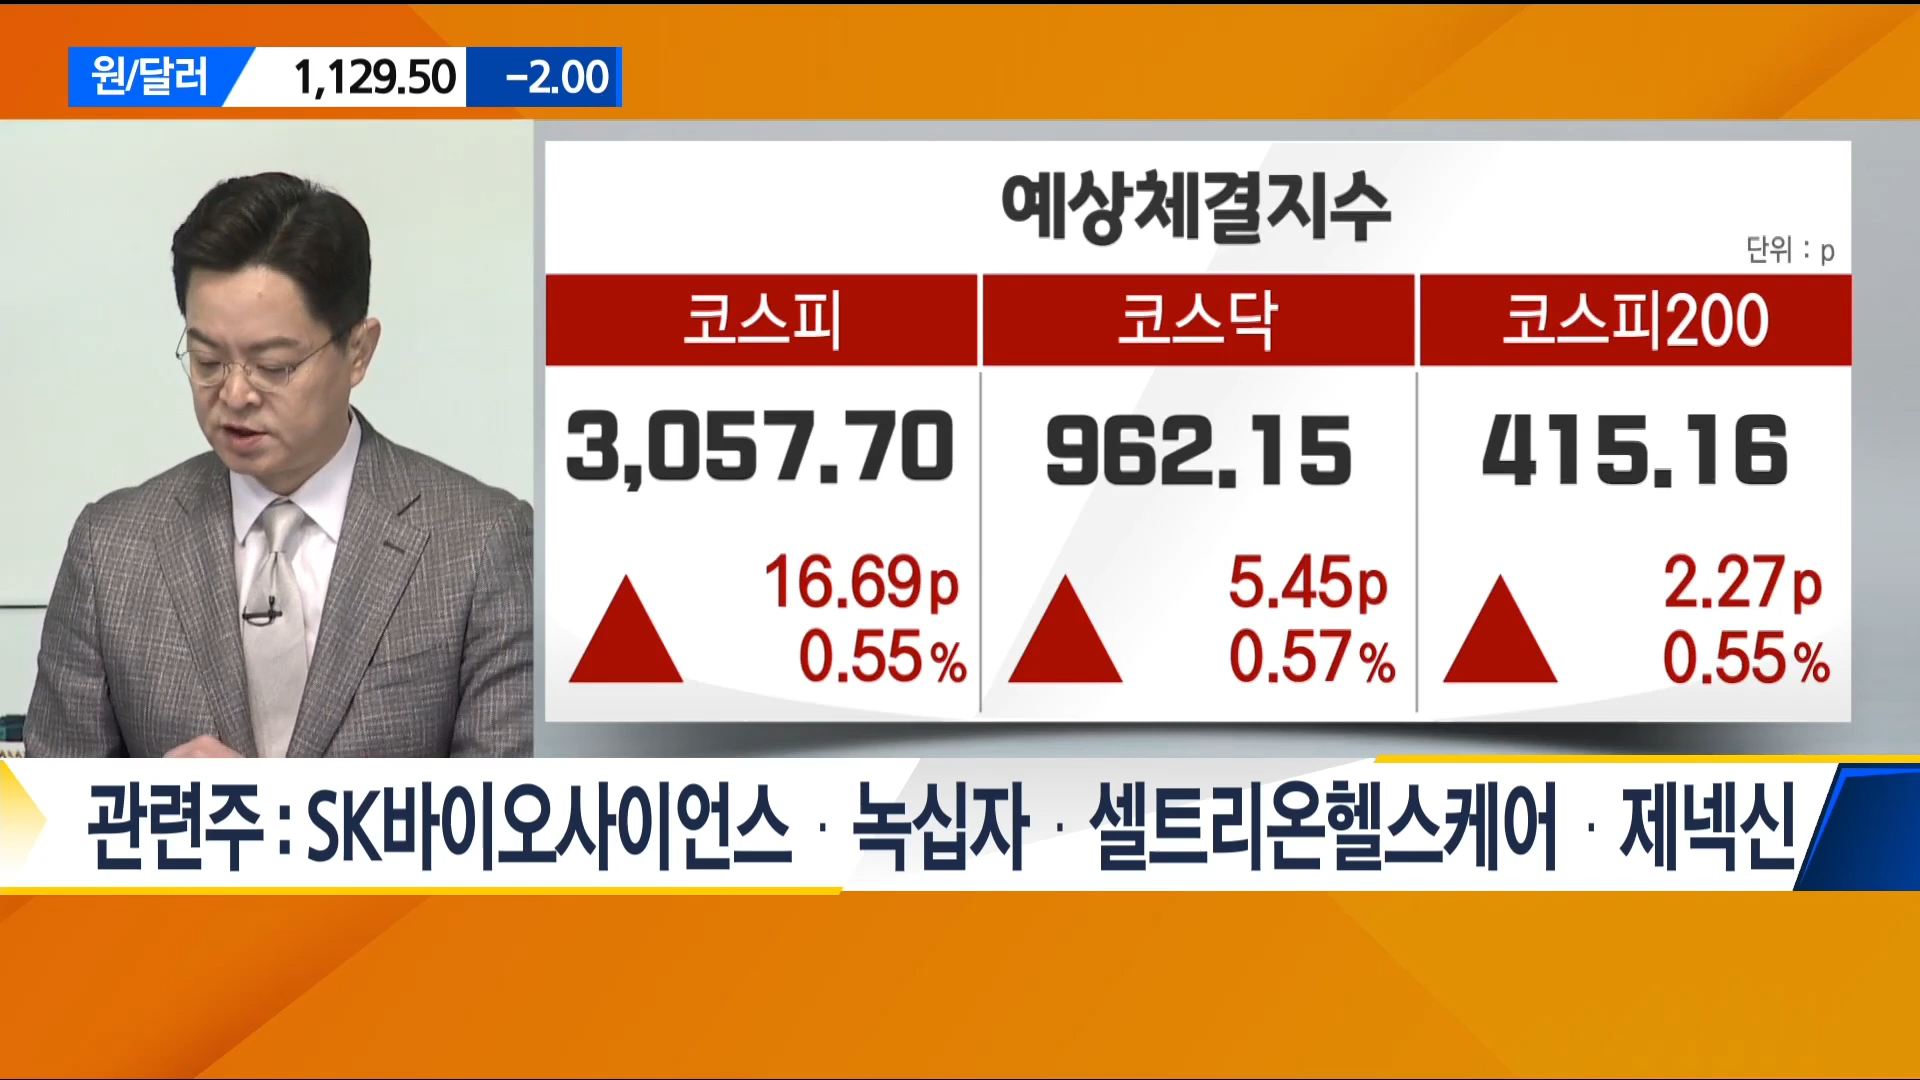 원/달러 1,129.50 -2.00
예상체결지수
단위 : p
코스피 코스닥 코스피200
3,057.70 962.15 415.16
▲ 16.69p ▲ 5.45p ▲ 2.27p
0.55% 0.57% 0.55%
관련주 : SK바이오사이언스 · 녹십자 · 셀트리온헬스케어 · 제넥신